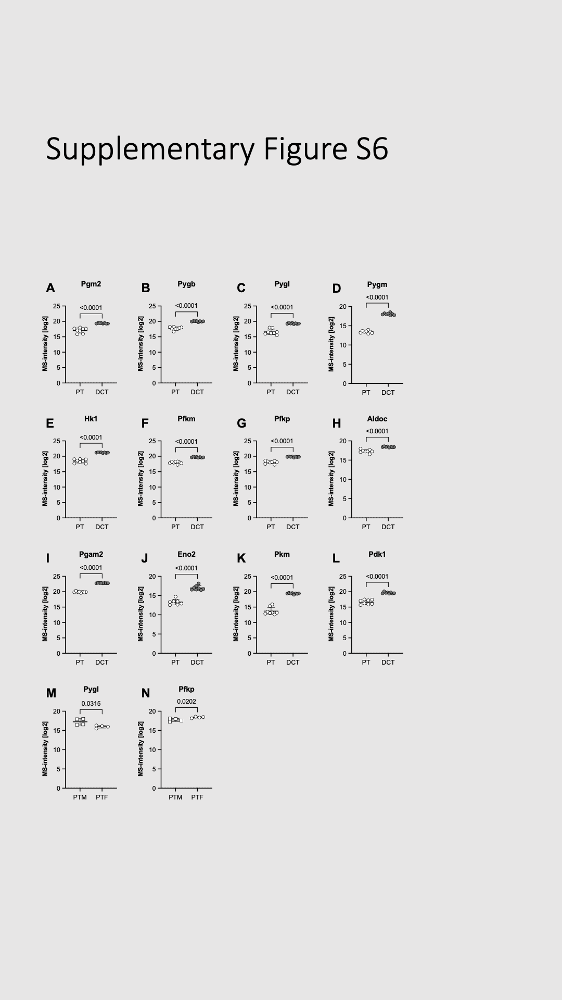 Supplementary Figure S6
A
Pgm2
<0.0001
MS-intensity [log2]
25
20
15
10
5
0
PT DCT
B
Pygb
<0.0001
MS-intensity [log2]
25
20
15
10
5
0
PT DCT
C
Pygl
<0.0001
MS-intensity [log2]
25
20
15
10
5
0
PT DCT
D
Pygm
<0.0001
MS-intensity [log2]
20
15
10
5
0
PT DCT
E
Hk1
<0.0001
MS-intensity [log2]
25
20
15
10
5
0
PT DCT
F
Pfkm
<0.0001
MS-intensity [log2]
25
20
15
10
5
0
PT DCT
G
Pfkp
<0.0001
MS-intensity [log2]
25
20
15
10
5
0
PT DCT
H
Aldoc
<0.0001
MS-intensity [log2]
20
15
10
5
0
PT DCT
I
Pgam2
<0.0001
MS-intensity [log2]
25
20
15
10
5
0
PT DCT
J
Eno2
<0.0001
MS-intensity [log2]
20
15
10
5
0
PT DCT
K
Pkm
<0.0001
MS-intensity [log2]
25
20
15
10
5
0
PT DCT
L
Pdk1
<0.0001
MS-intensity [log2]
25
20
15
10
5
0
PT DCT
M
Pygl
0.0315
MS-intensity [log2]
20
15
10
5
0
PTM PTF
N
Pfkp
0.0202
MS-intensity [log2]
20
15
10
5
0
PTM PTF